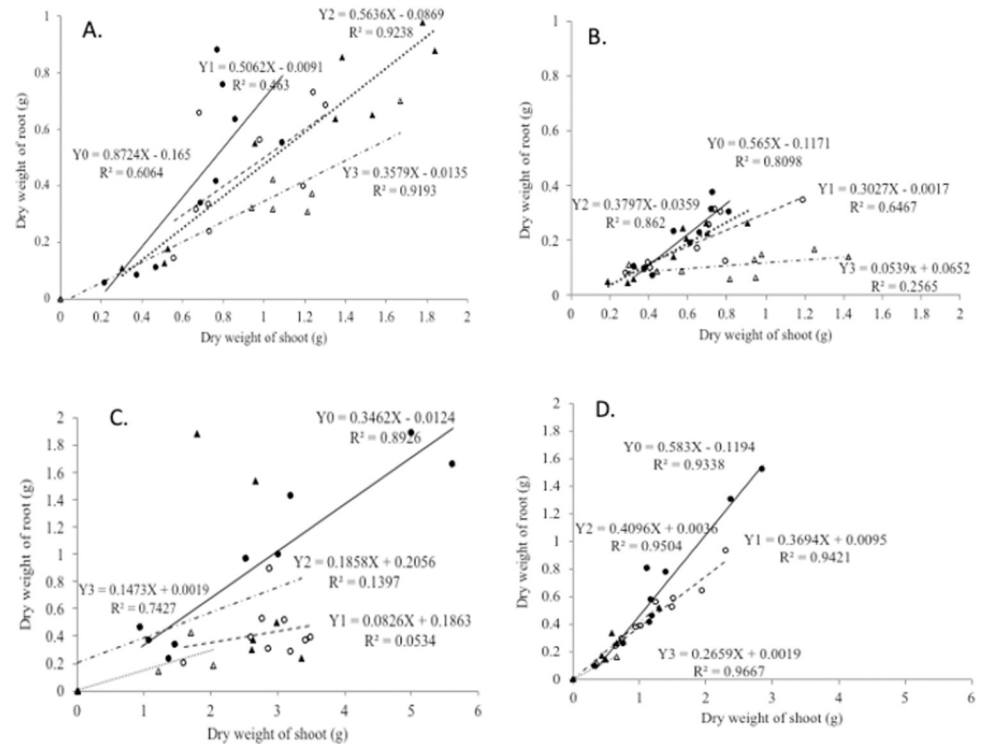 A.
Y2 = 0.5636X - 0.0869
R² = 0.9238
Y1 = 0.5062X - 0.0091
R² = 0.463
Y0 = 0.8724X - 0.165
R² = 0.6064
Y3 = 0.3579X - 0.0135
R² = 0.9193
Dry weight of root (g)
1
0.8
0.6
0.4
0.2
0
0 0.2 0.4 0.6 0.8 1 1.2 1.4 1.6 1.8 2
Dry weight of shoot (g)
B.
Y0 = 0.565X - 0.1171
R² = 0.8098
Y1 = 0.3027X - 0.0017
R² = 0.6467
Y2 = 0.3797X -0.0359
R² = 0.862
Y3 = 0.0539x + 0.0652
R² = 0.2565
Dry weight of root (g)
1
0.8
0.6
0.4
0.2
0
0 0.2 0.4 0.6 0.8 1 1.2 1.4 1.6 1.8 2
Dry weight of shoot (g)
C.
Y0 = 0.3462X - 0.0124
R² = 0.8926
Y2 = 0.1858X + 0.2056
R² = 0.1397
Y3 = 0.1473X + 0.0019
R² = 0.7427
Y1 = 0.0826X + 0.1863
R² = 0.0534
Dry weight of root (g)
2
1.8
1.6
1.4
1.2
1
0.8
0.6
0.4
0.2
0
0 1 2 3 4 5 6
Dry weight of shoot (g)
D.
Y0 = 0.583X - 0.1194
R² = 0.9338
Y2 = 0.4096X + 0.0036
R² = 0.9504
Y1 = 0.3694X + 0.0095
R² = 0.9421
Y3 = 0.2659X + 0.0019
R² = 0.9667
Dry weight of root (g)
2
1.8
1.6
1.4
1.2
1
0.8
0.6
0.4
0.2
0
0 1 2 3 4 5 6
Dry weight of shoot (g)